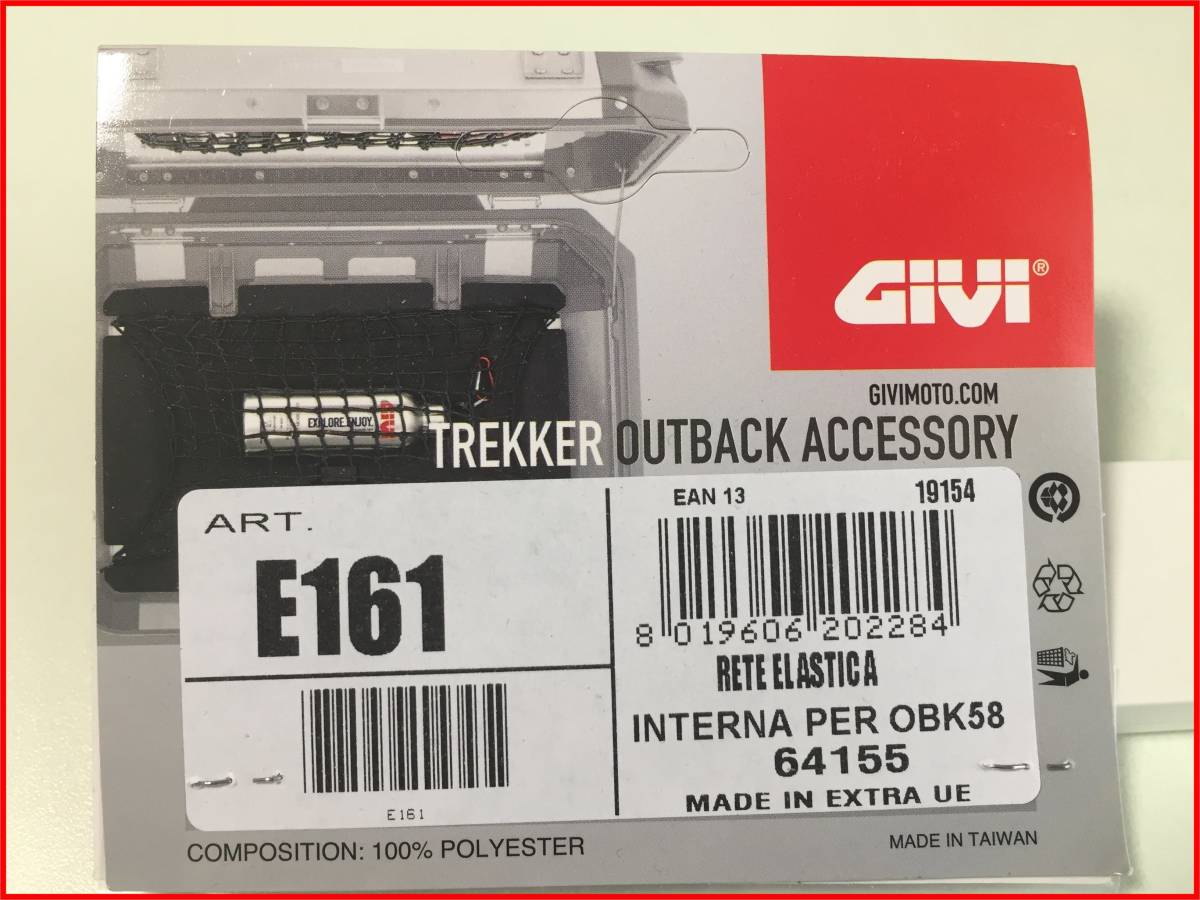 GIVI®
GIVIMOTO.COM
EXPLORE. ENJOY.
GIVI
TREKKER OUTBACK ACCESSORY
ART.
E161
E161
EAN 13 19154
8 019606 202284
RETE ELASTICA
INTERNA PER OBK58
64155
MADE IN EXTRA UE
COMPOSITION: 100% POLYESTER
MADE IN TAIWAN